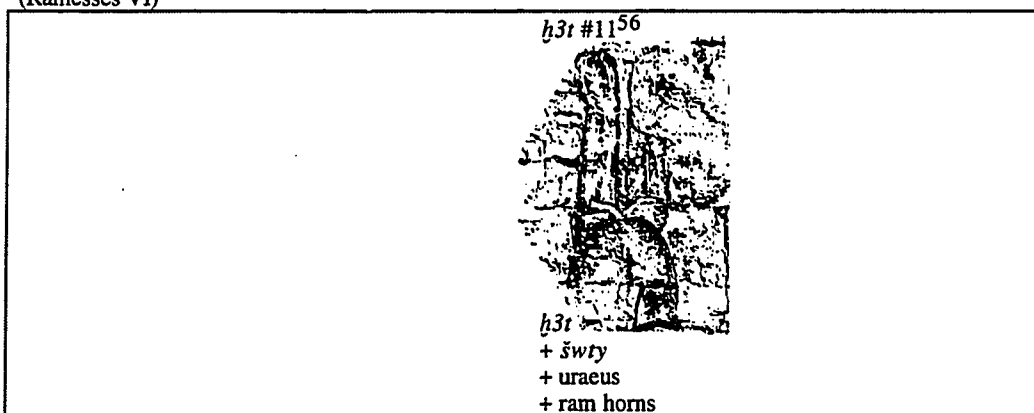 (Ramesses VI)
ḫ3t #11⁵⁶
ḫ3t
+ šwty
+ uraeus
+ ram horns